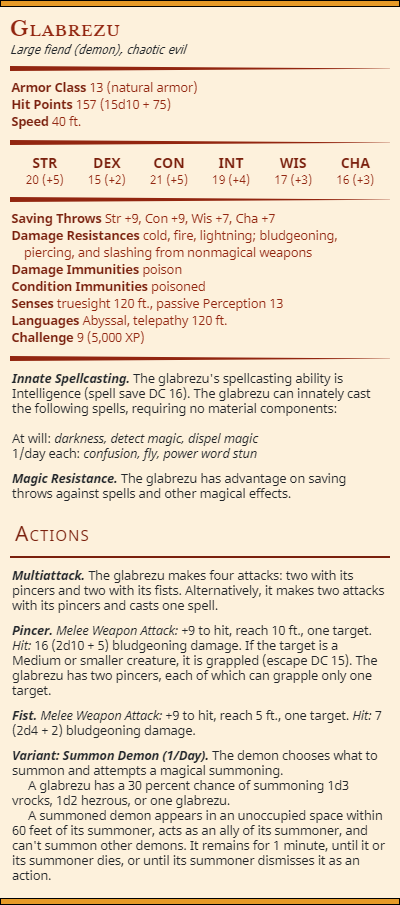 Glabrezu
Large fiend (demon), chaotic evil
Armor Class 13 (natural armor)
Hit Points 157 (15d10 + 75)
Speed 40 ft.
STR DEX CON INT WIS CHA
20 (+5) 15 (+2) 21 (+5) 19 (+4) 17 (+3) 16 (+3)
Saving Throws Str +9, Con +9, Wis +7, Cha +7
Damage Resistances cold, fire, lightning; bludgeoning,
piercing, and slashing from nonmagical weapons
Damage Immunities poison
Condition Immunities poisoned
Senses truesight 120 ft., passive Perception 13
Languages Abyssal, telepathy 120 ft.
Challenge 9 (5,000 XP)
Innate Spellcasting. The glabrezu's spellcasting ability is
Intelligence (spell save DC 16). The glabrezu can innately cast
the following spells, requiring no material components:
At will: darkness, detect magic, dispel magic
1/day each: confusion, fly, power word stun
Magic Resistance. The glabrezu has advantage on saving
throws against spells and other magical effects.
Actions
Multiattack. The glabrezu makes four attacks: two with its
pincers and two with its fists. Alternatively, it makes two attacks
with its pincers and casts one spell.
Pincer. Melee Weapon Attack: +9 to hit, reach 10 ft., one target.
Hit: 16 (2d10 + 5) bludgeoning damage. If the target is a
Medium or smaller creature, it is grappled (escape DC 15). The
glabrezu has two pincers, each of which can grapple only one
target.
Fist. Melee Weapon Attack: +9 to hit, reach 5 ft., one target. Hit: 7
(2d4 + 2) bludgeoning damage.
Variant: Summon Demon (1/Day). The demon chooses what to
summon and attempts a magical summoning.
A glabrezu has a 30 percent chance of summoning 1d3
vrocks, 1d2 hezrous, or one glabrezu.
A summoned demon appears in an unoccupied space within
60 feet of its summoner, acts as an ally of its summoner, and
can't summon other demons. It remains for 1 minute, until it or
its summoner dies, or until its summoner dismisses it as an
action.